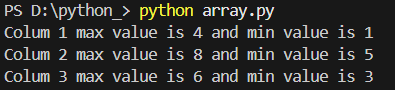 PS D:\python_> python array.py
Colum 1 max value is 4 and min value is 1
Colum 2 max value is 8 and min value is 5
Colum 3 max value is 6 and min value is 3